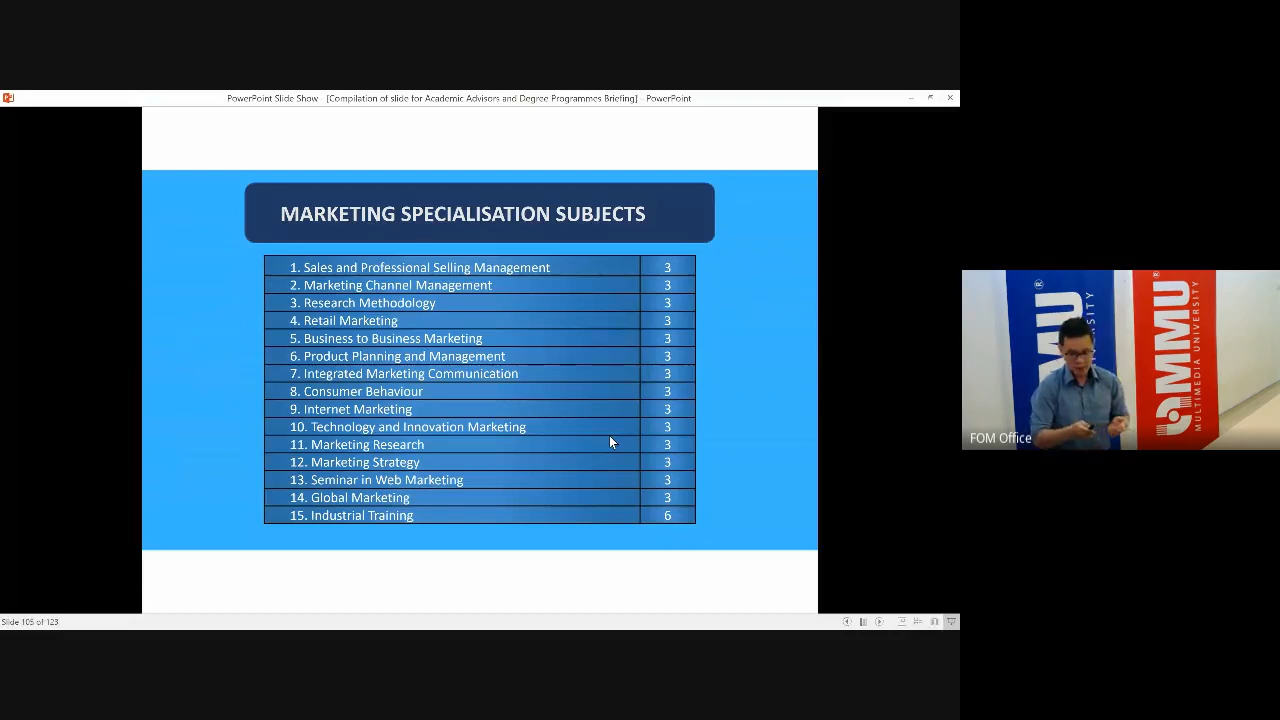 PowerPoint Slide Show - [Compilation of slide for Academic Advisors and Degree Programmes Briefing] - PowerPoint
MARKETING SPECIALISATION SUBJECTS
1. Sales and Professional Selling Management 3
2. Marketing Channel Management 3
3. Research Methodology 3
4. Retail Marketing 3
5. Business to Business Marketing 3
6. Product Planning and Management 3
7. Integrated Marketing Communication 3
8. Consumer Behaviour 3
9. Internet Marketing 3
10. Technology and Innovation Marketing 3
11. Marketing Research 3
12. Marketing Strategy 3
13. Seminar in Web Marketing 3
14. Global Marketing 3
15. Industrial Training 6
Slide 105 of 123
MMU
MMU
MULTIMEDIA UNIVERSITY
FOM Office